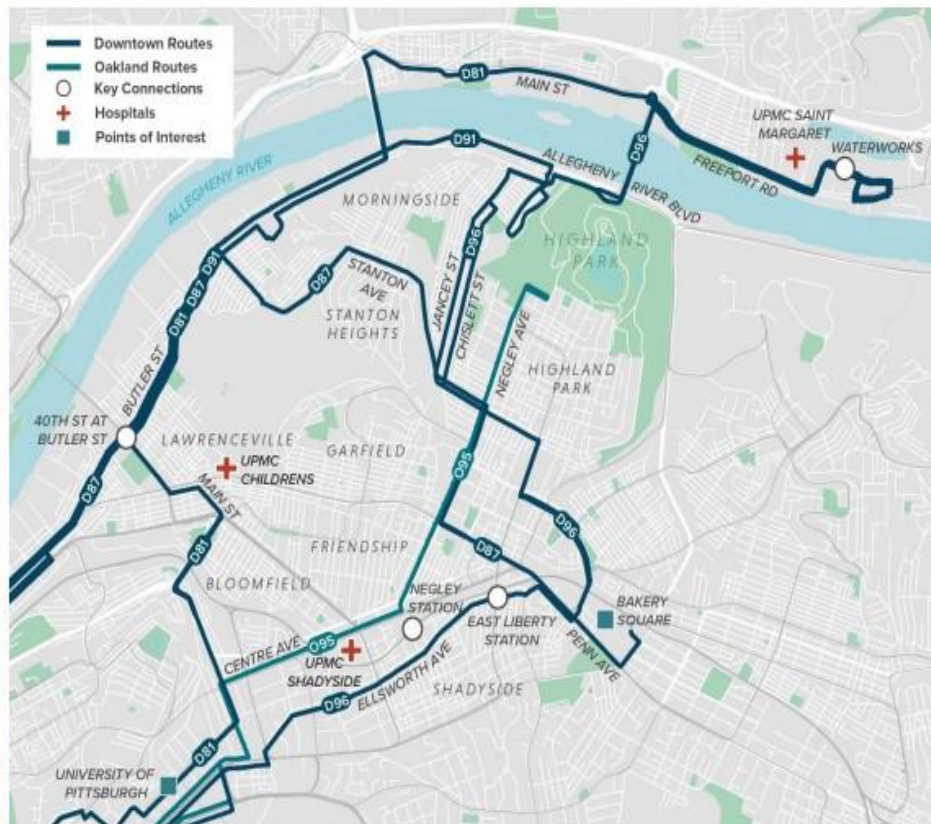 Downtown Routes
Oakland Routes
Key Connections
Hospitals
Points of Interest
D81
MAIN ST
UPMC SAINT
MARGARET
WATERWORKS
D96
FREEPORT RD
D91
ALLEGHENY
RIVER BLVD
ALLEGHENY RIVER
MORNINGSIDE
HIGHLAND
PARK
D96
JANCEY ST
CHISLETT ST
D91
D87
D81
D87
STANTON
AVE
STANTON
HEIGHTS
NEGLEY AVE
HIGHLAND
PARK
BUTLER ST
40TH ST AT
BUTLER ST
LAWRENCEVILLE
UPMC
CHILDRENS
GARFIELD
O95
D87
MAIN ST
D81
D96
FRIENDSHIP
D87
BLOOMFIELD
NEGLEY
STATION
EAST LIBERTY
STATION
BAKERY
SQUARE
CENTRE AVE
O95
UPMC
SHADYSIDE
PENN AVE
ELLSWORTH AVE
SHADYSIDE
D96
D81
UNIVERSITY OF
PITTSBURGH